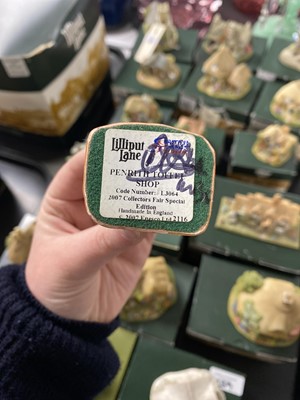 Lilliput
Lane
PENRITH TOFFEE
SHOP
Code Number: L3064
2007 Collectors Fair Special
Edition
Handmade In England
© 2007 Enesco Ltd 2116